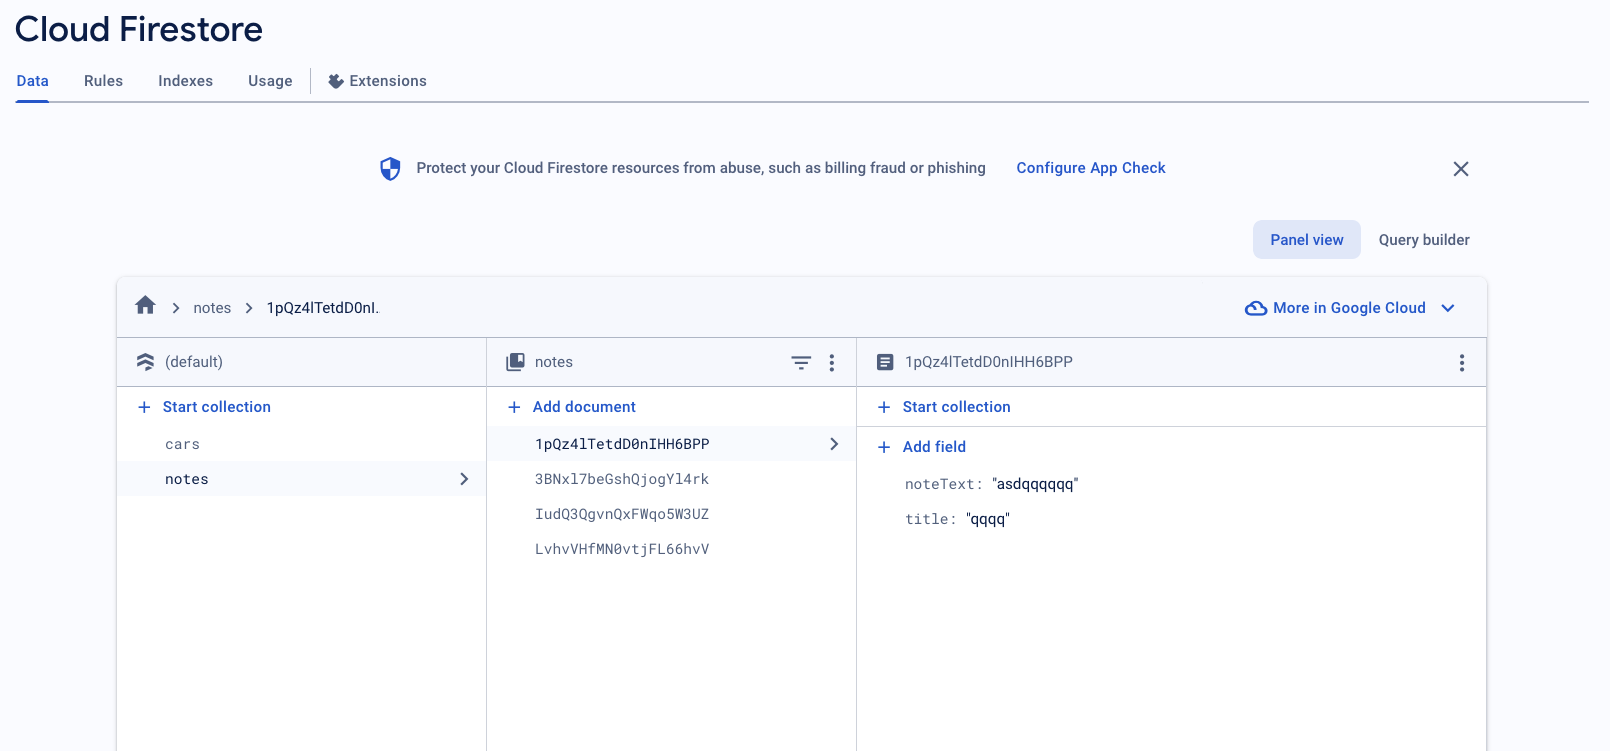 Cloud Firestore
Data Rules Indexes Usage Extensions
Protect your Cloud Firestore resources from abuse, such as billing fraud or phishing Configure App Check
Panel view Query builder
notes 1pQz4lTetdD0nI.
More in Google Cloud
(default) notes 1pQz4lTetdD0nIHH6BPP
Start collection Add document Start collection
cars 1pQz4lTetdD0nIHH6BPP Add field
notes 3BNxl7beGshQjogYl4rk noteText: "asdqqqqqq"
IudQ3QgvnQxFWqo5W3UZ title: "qqqq"
LvhvVHfMN0vtjFL66hvV